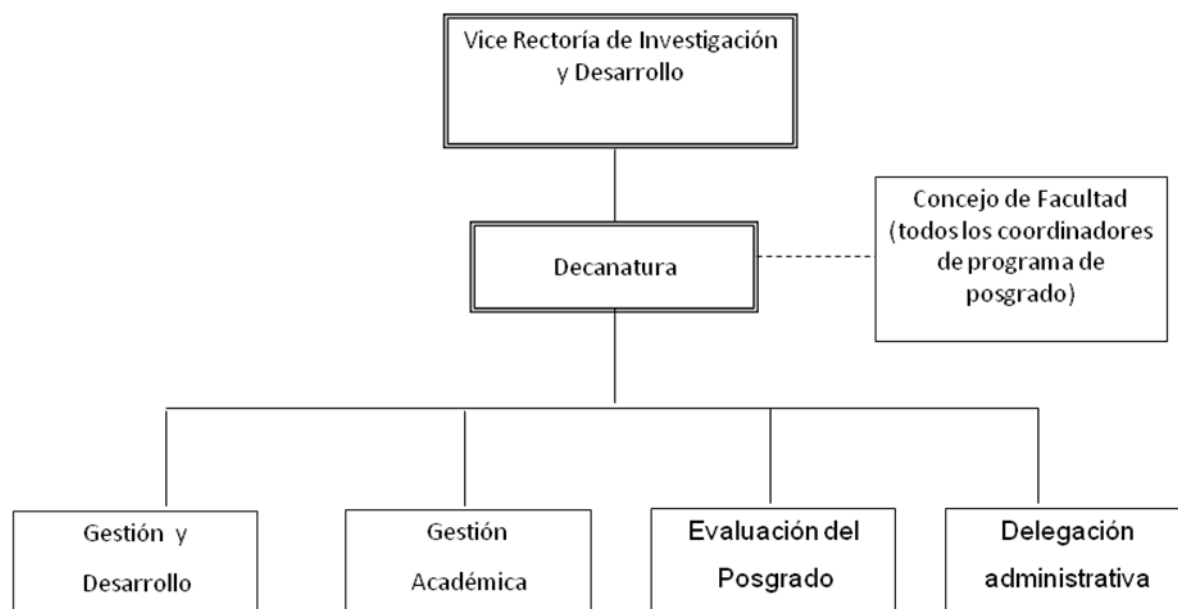 Vice Rectoría de Investigación
y Desarrollo
Concejo de Facultad
(todos los coordinadores
de programa de
posgrado)
Decanatura
Gestión y
Desarrollo
Gestión
Académica
Evaluación del
Posgrado
Delegación
administrativa